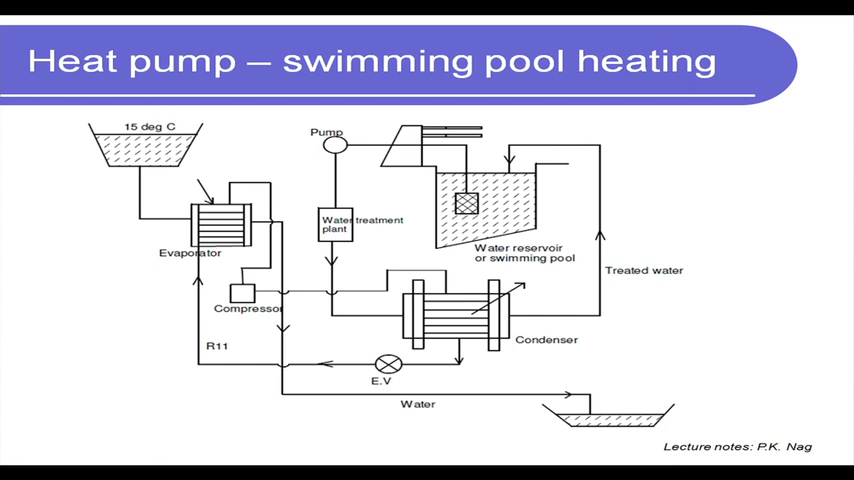 Heat pump – swimming pool heating
15 deg C
Pump
Water treatment
plant
Evaporator
Water reservoir
or swimming pool
Treated water
Compressor
Condenser
R11
E.V
Water
Lecture notes: P.K. Nag